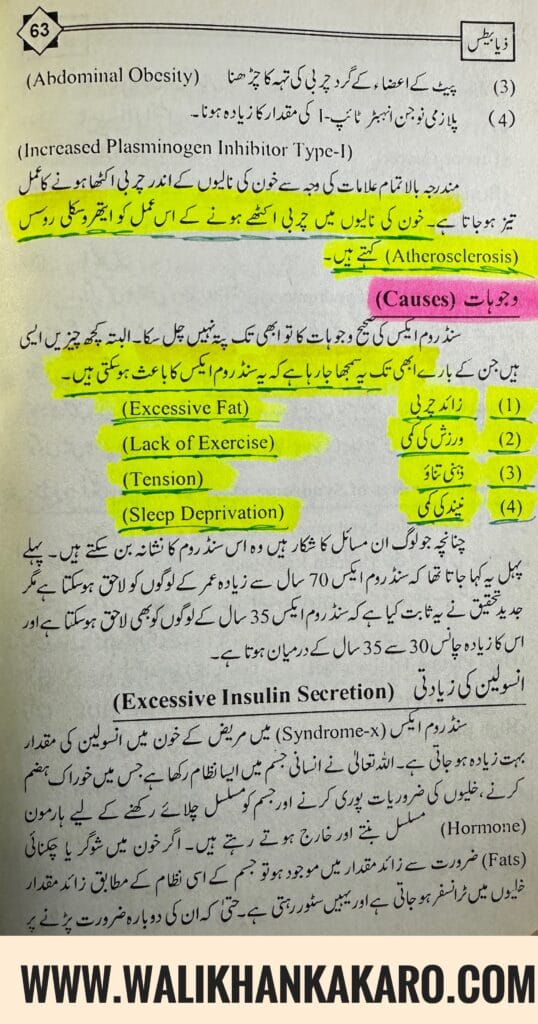 63
ذیابیطس
(3) پیٹ کے اعضاء کے گرد چربی کی تہہ کا چڑھنا (Abdominal Obesity)
(4) پلازمی نوجن انہیبٹر ٹائپ-I کی مقدار کا زیادہ ہونا۔
(Increased Plasminogen Inhibitor Type-I)
مندرجہ بالا تمام علامات کی وجہ سے خون کی نالیوں کے اندر چربی اکٹھا ہونے کا عمل
تیز ہو جاتا ہے۔ خون کی نالیوں میں چربی اکٹھے ہونے کے اس عمل کو ایتھروسکلی روسس
(Atherosclerosis) کہتے ہیں۔
وجوہات (Causes)
سنڈروم ایکس کی صحیح وجوہات کا تو ابھی تک پتہ نہیں چل سکا۔ البتہ کچھ چیزیں ایسی
ہیں جن کے بارے ابھی تک یہ سمجھا جا رہا ہے کہ یہ سنڈروم ایکس کا باعث ہو سکتی ہیں۔
(1) زائد چربی (Excessive Fat)
(2) ورزش کی کمی (Lack of Exercise)
(3) ذہنی تناؤ (Tension)
(4) نیند کی کمی (Sleep Deprivation)
چنانچہ جو لوگ ان مسائل کا شکار ہیں وہ اس سنڈروم کا نشانہ بن سکتے ہیں۔ پہلے
پہل یہ کہا جاتا تھا کہ سنڈروم ایکس 70 سال سے زیادہ عمر کے لوگوں کو لاحق ہو سکتا ہے مگر
جدید تحقیق نے یہ ثابت کیا ہے کہ سنڈروم ایکس 35 سال کے لوگوں کو بھی لاحق ہو سکتا ہے اور
اس کا زیادہ چانس 30 سے 35 سال کے درمیان ہوتا ہے۔
انسولین کی زیادتی (Excessive Insulin Secretion)
سنڈروم ایکس (Syndrome-x) میں مریض کے خون میں انسولین کی مقدار
بہت زیادہ ہو جاتی ہے۔ اللہ تعالیٰ نے انسانی جسم میں ایسا نظام رکھا ہے جس میں خوراک ہضم
کرنے، خلیوں کی ضروریات پوری کرنے اور جسم کو مسلسل چلائے رکھنے کے لیے ہارمون
(Hormone) مسلسل بنتے اور خارج ہوتے رہتے ہیں۔ اگر خون میں شوگر یا چکنائی
(Fats) ضرورت سے زائد مقدار میں موجود ہو تو جسم کے اسی نظام کے مطابق زائد مقدار
خلیوں میں ٹرانسفر ہو جاتی ہے اور یہیں سٹور رہتی ہے۔ حتیٰ کہ ان کی دوبارہ ضرورت پڑنے پر
WWW.WALIKHANKAKARO.COM